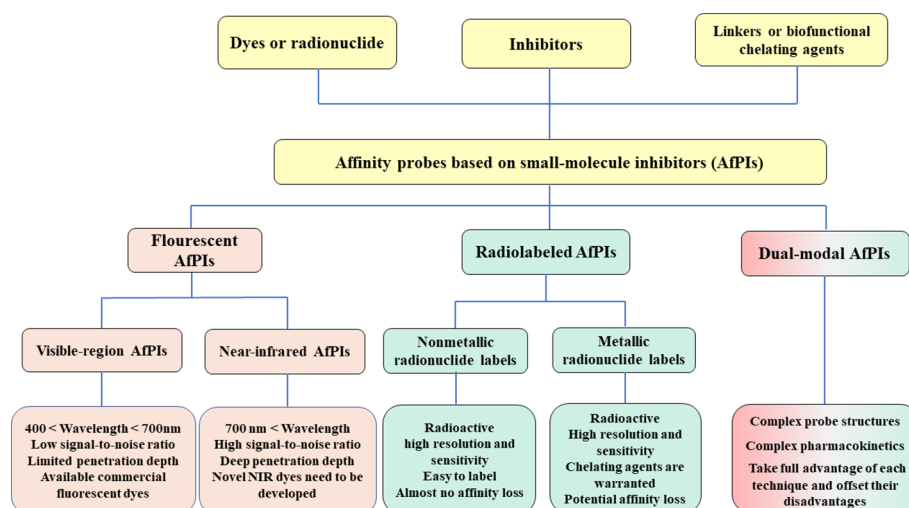 Dyes or radionuclide
Inhibitors
Linkers or biofunctional
chelating agents
Affinity probes based on small-molecule inhibitors (AfPIs)
Flourescent
AfPIs
Radiolabeled AfPIs
Dual-modal AfPIs
Visible-region AfPIs
Near-infrared AfPIs
Nonmetallic
radionuclide labels
Metallic
radionuclide labels
400 < Wavelength < 700nm
Low signal-to-noise ratio
Limited penetration depth
Available commercial
fluorescent dyes
700 nm < Wavelength
High signal-to-noise ratio
Deep penetration depth
Novel NIR dyes need to be
developed
Radioactive
high resolution and
sensitivity
Easy to label
Almost no affinity loss
Radioactive
High resolution and
sensitivity
Chelating agents are
warranted
Potential affinity loss
Complex probe structures
Complex pharmacokinetics
Take full advantage of each
technique and offset their
disadvantages